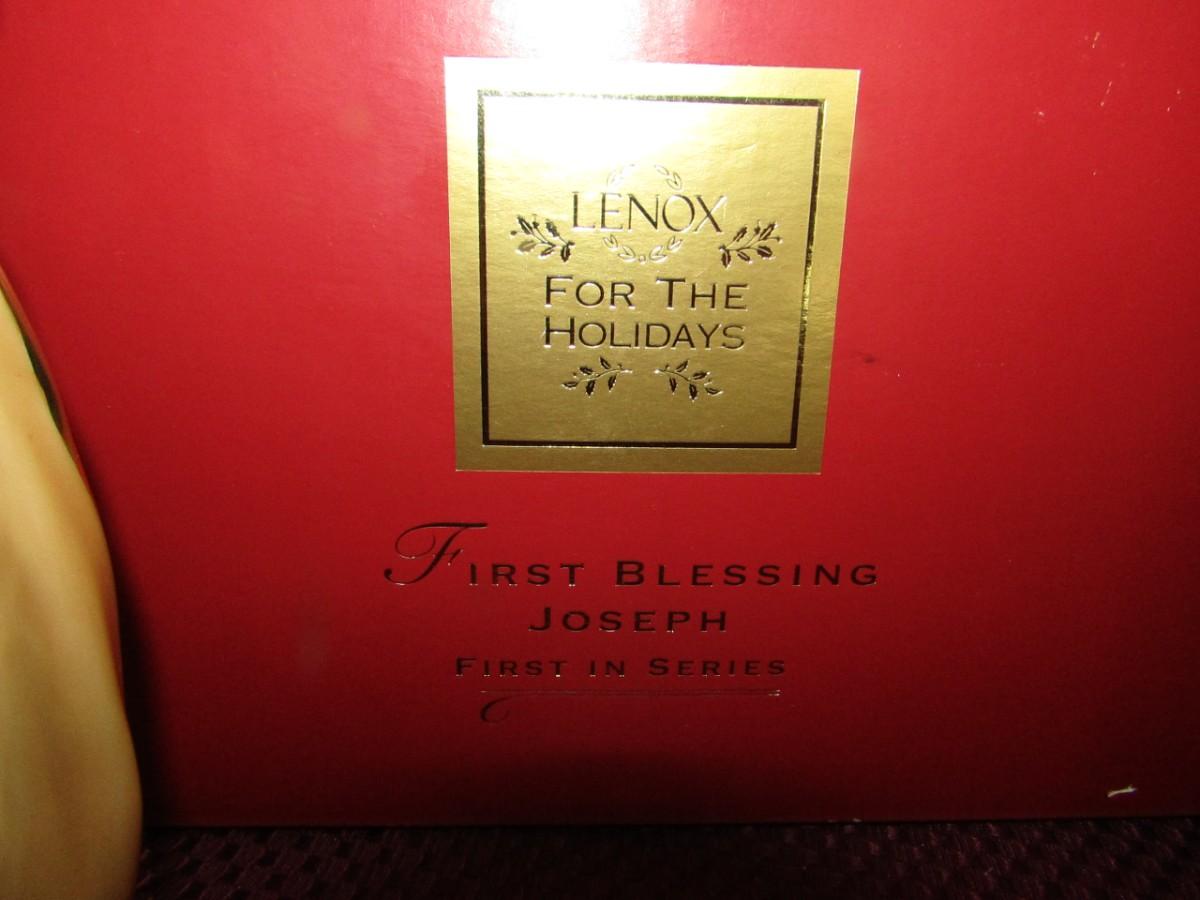 LENOX
FOR THE
HOLIDAYS
FIRST BLESSING
JOSEPH
FIRST IN SERIES